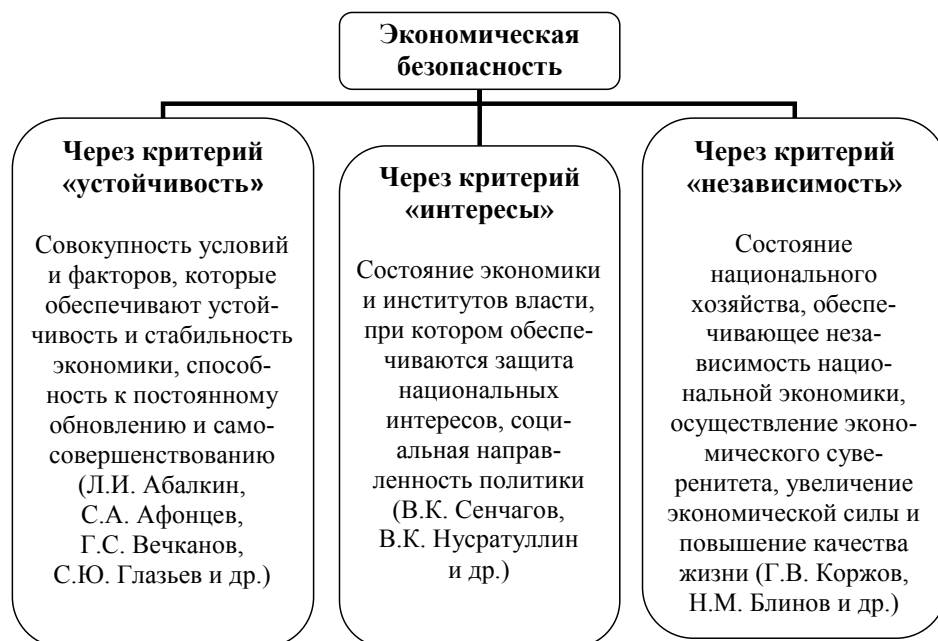 Экономическая
безопасность
Через критерий
«устойчивость»
Совокупность условий
и факторов, которые
обеспечивают устой-
чивость и стабильность
экономики, способ-
ность к постоянному
обновлению и само-
совершенствованию
(Л.И. Абалкин,
С.А. Афонцев,
Г.С. Вечканов,
С.Ю. Глазьев и др.)
Через критерий
«интересы»
Состояние экономики
и институтов власти,
при котором обеспе-
чиваются защита
национальных
интересов, соци-
альная направ-
ленность политики
(В.К. Сенчагов,
В.К. Нусратуллин
и др.)
Через критерий
«независимость»
Состояние
национального
хозяйства, обеспе-
чивающее неза-
висимость нацио-
нальной экономики,
осуществление эконо-
мического суве-
ренитета, увеличение
экономической силы и
повышение качества
жизни (Г.В. Коржов,
Н.М. Блинов и др.)